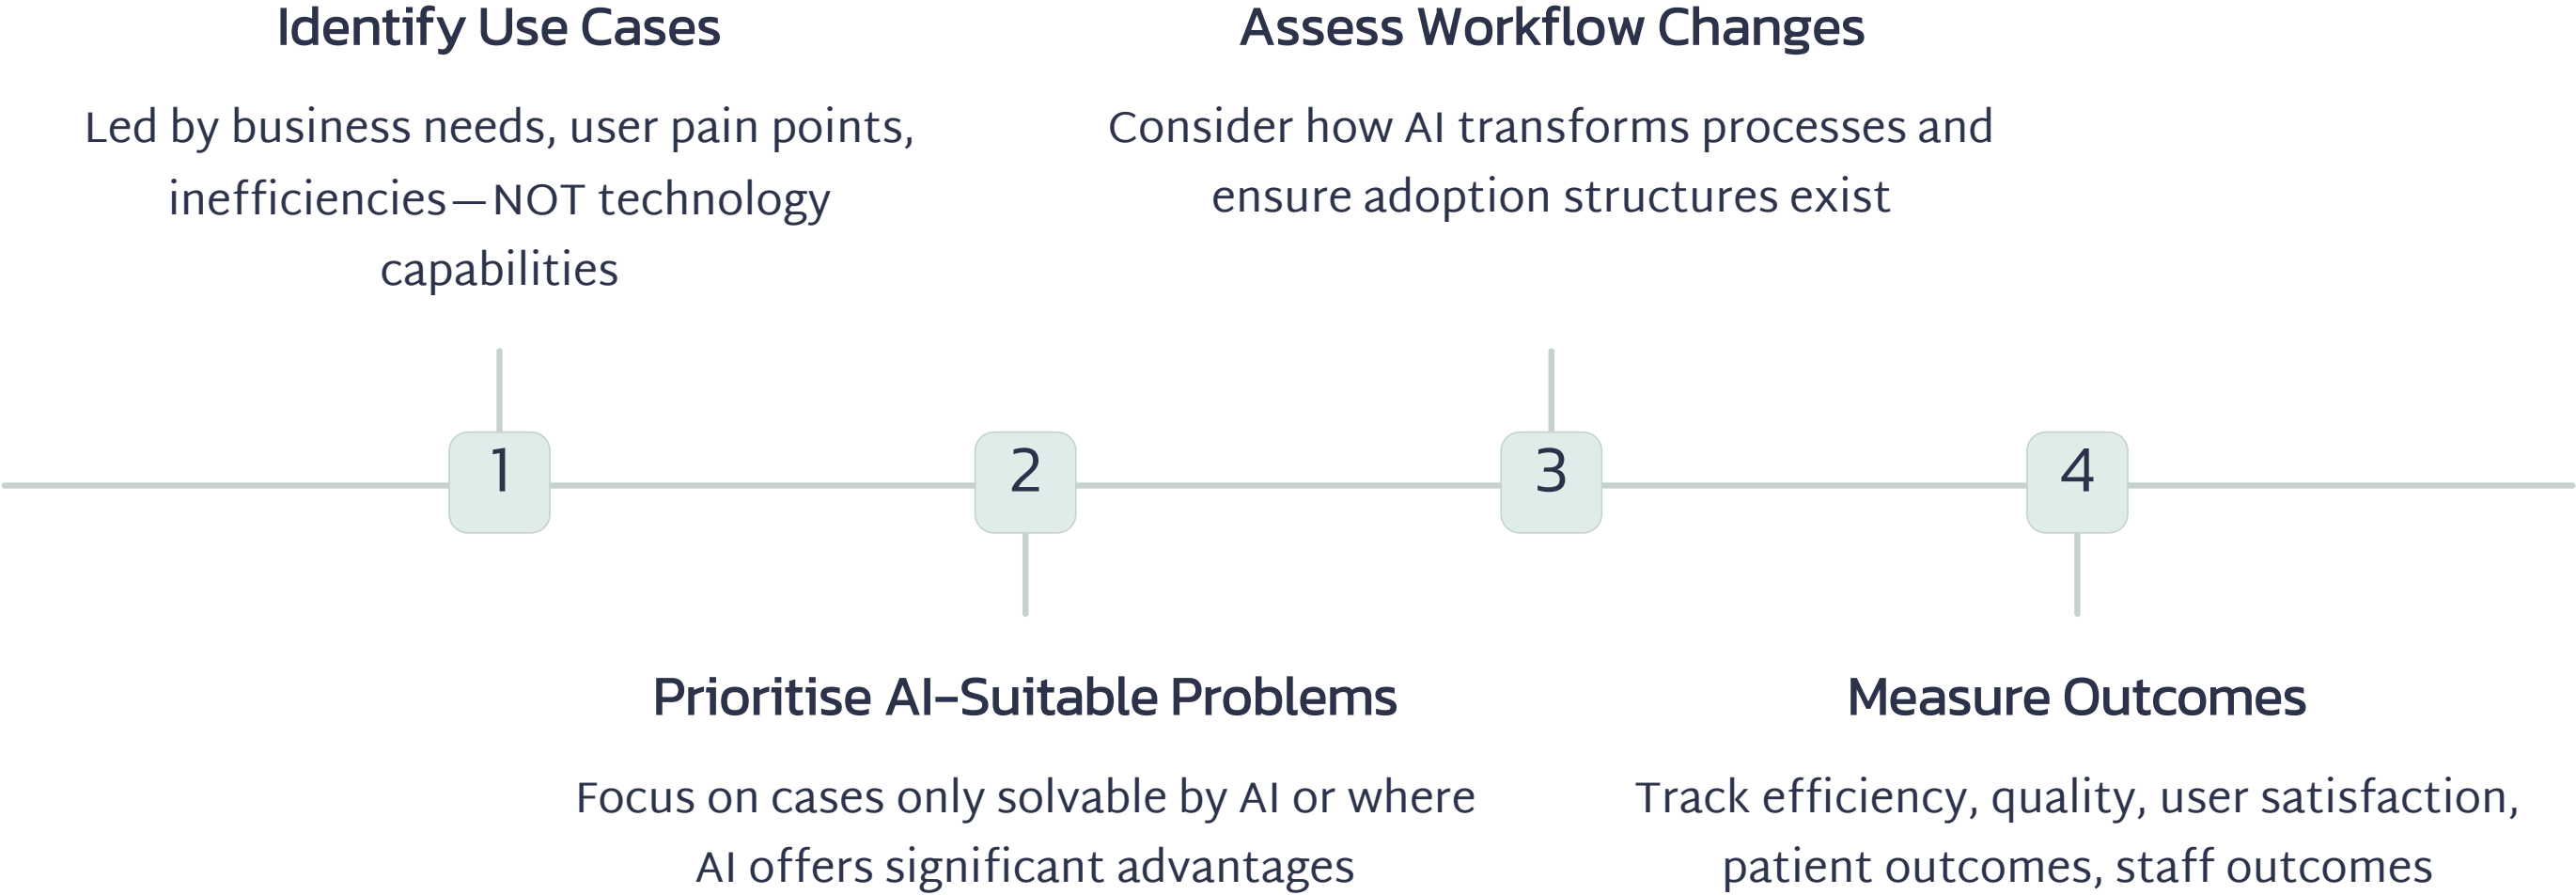 Identify Use Cases
Led by business needs, user pain points,
inefficiencies—NOT technology
capabilities
Assess Workflow Changes
Consider how AI transforms processes and
ensure adoption structures exist
1
2
3
4
Prioritise AI-Suitable Problems
Focus on cases only solvable by AI or where
AI offers significant advantages
Measure Outcomes
Track efficiency, quality, user satisfaction,
patient outcomes, staff outcomes